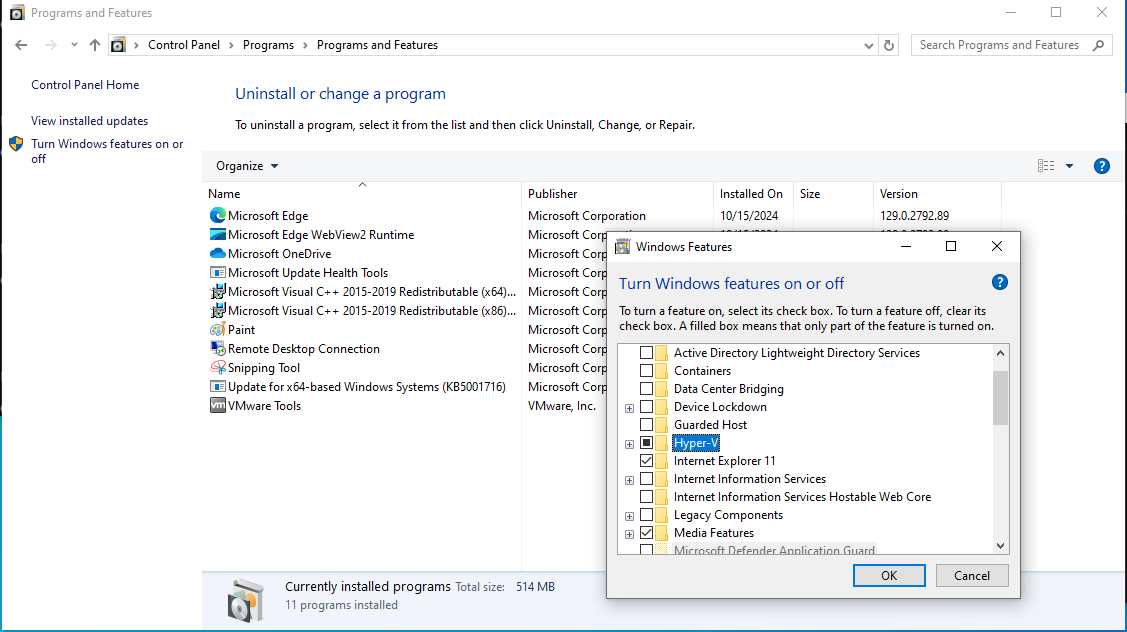 Programs and Features
Control Panel > Programs > Programs and Features
Search Programs and Features
Control Panel Home
View installed updates
Turn Windows features on or
off
Uninstall or change a program
To uninstall a program, select it from the list and then click Uninstall, Change, or Repair.
Organize
Name Publisher Installed On Size Version
Microsoft Edge Microsoft Corporation 10/15/2024 129.0.2792.89
Microsoft Edge WebView2 Runtime Microsoft Corp
Microsoft OneDrive Microsoft Corp
Microsoft Update Health Tools Microsoft Corp
Microsoft Visual C++ 2015-2019 Redistributable (x64)... Microsoft Corp
Microsoft Visual C++ 2015-2019 Redistributable (x86)... Microsoft Corp
Paint Microsoft Corp
Remote Desktop Connection Microsoft Corp
Snipping Tool Microsoft Corp
Update for x64-based Windows Systems (KB5001716) Microsoft Corp
vm VMware Tools VMware, Inc.
Currently installed programs Total size: 514 MB
11 programs installed
Windows Features
Turn Windows features on or off
To turn a feature on, select its check box. To turn a feature off, clear its
check box. A filled box means that only part of the feature is turned on.
Active Directory Lightweight Directory Services
Containers
Data Center Bridging
Device Lockdown
Guarded Host
Hyper-V
Internet Explorer 11
Internet Information Services
Internet Information Services Hostable Web Core
Legacy Components
Media Features
Microsoft Defender Application Guard
OK Cancel